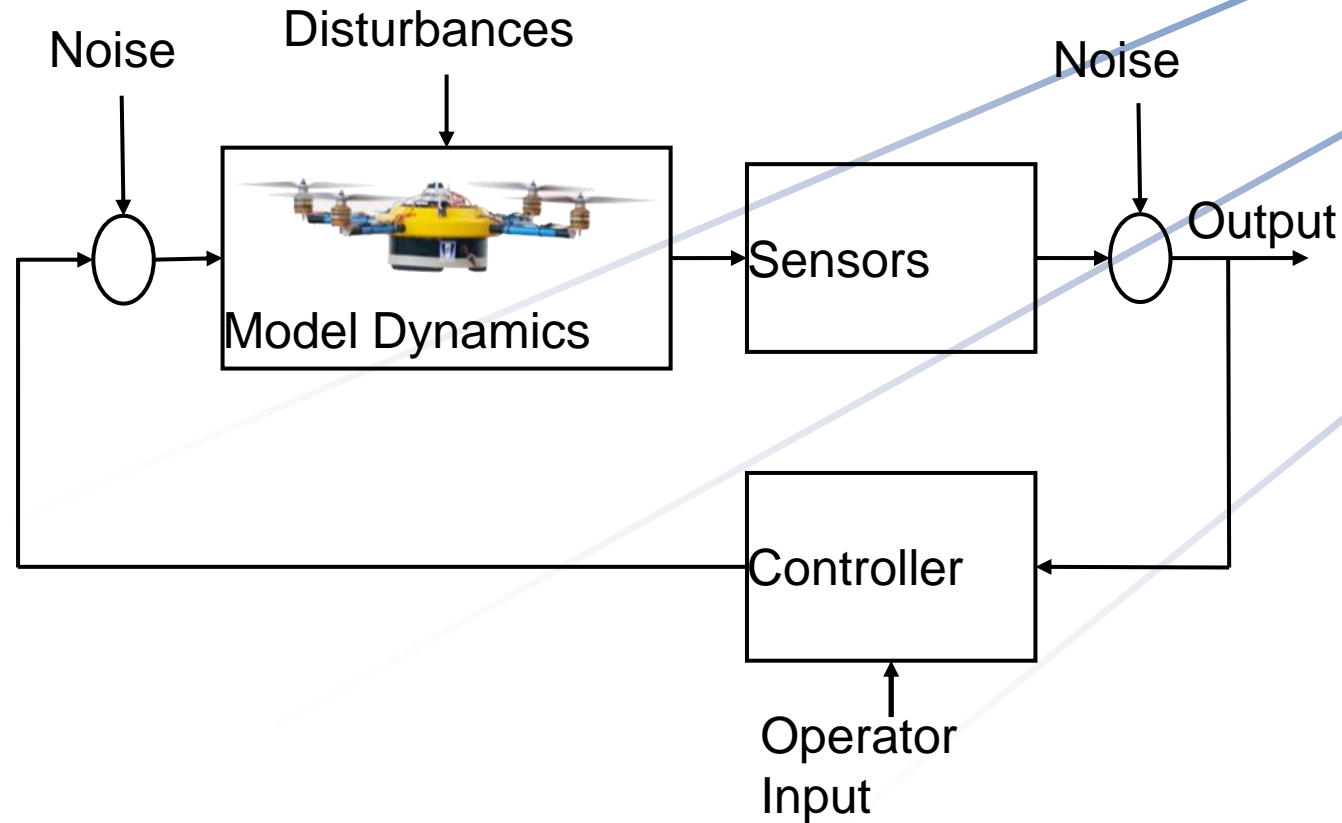 Noise
Disturbances
Noise
Output
Sensors
Model Dynamics
Controller
Operator
Input